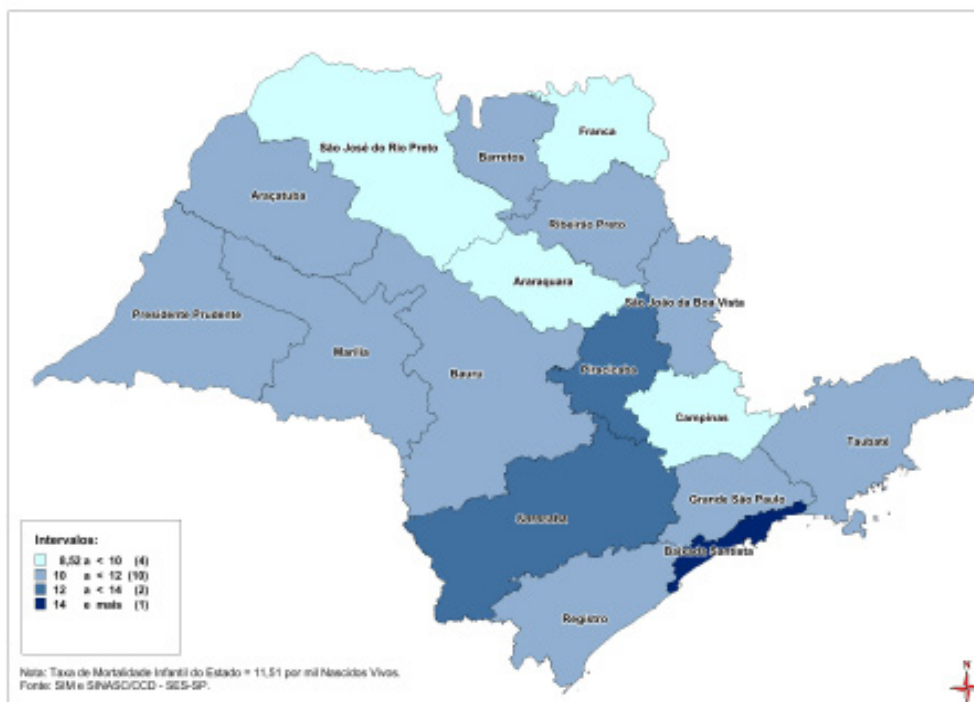 Franca
São José do Rio Preto
Barretos
Araçatuba
Ribeirão Preto
Araraquara
São João da Boa Vista
Presidente Prudente
Marília
Piracicaba
Bauru
Campinas
Taubaté
Grande São Paulo
Sorocaba
Baixada Santista
Registro
Intervalos:
8,52 a < 10 (4)
10 a < 12 (10)
12 a < 14 (2)
14 e mais (1)
Nota: Taxa de Mortalidade Infantil do Estado = 11,51 por mil Nascidos Vivos.
Fonte: SIM e SINASC/CCD - SES-SP.
N